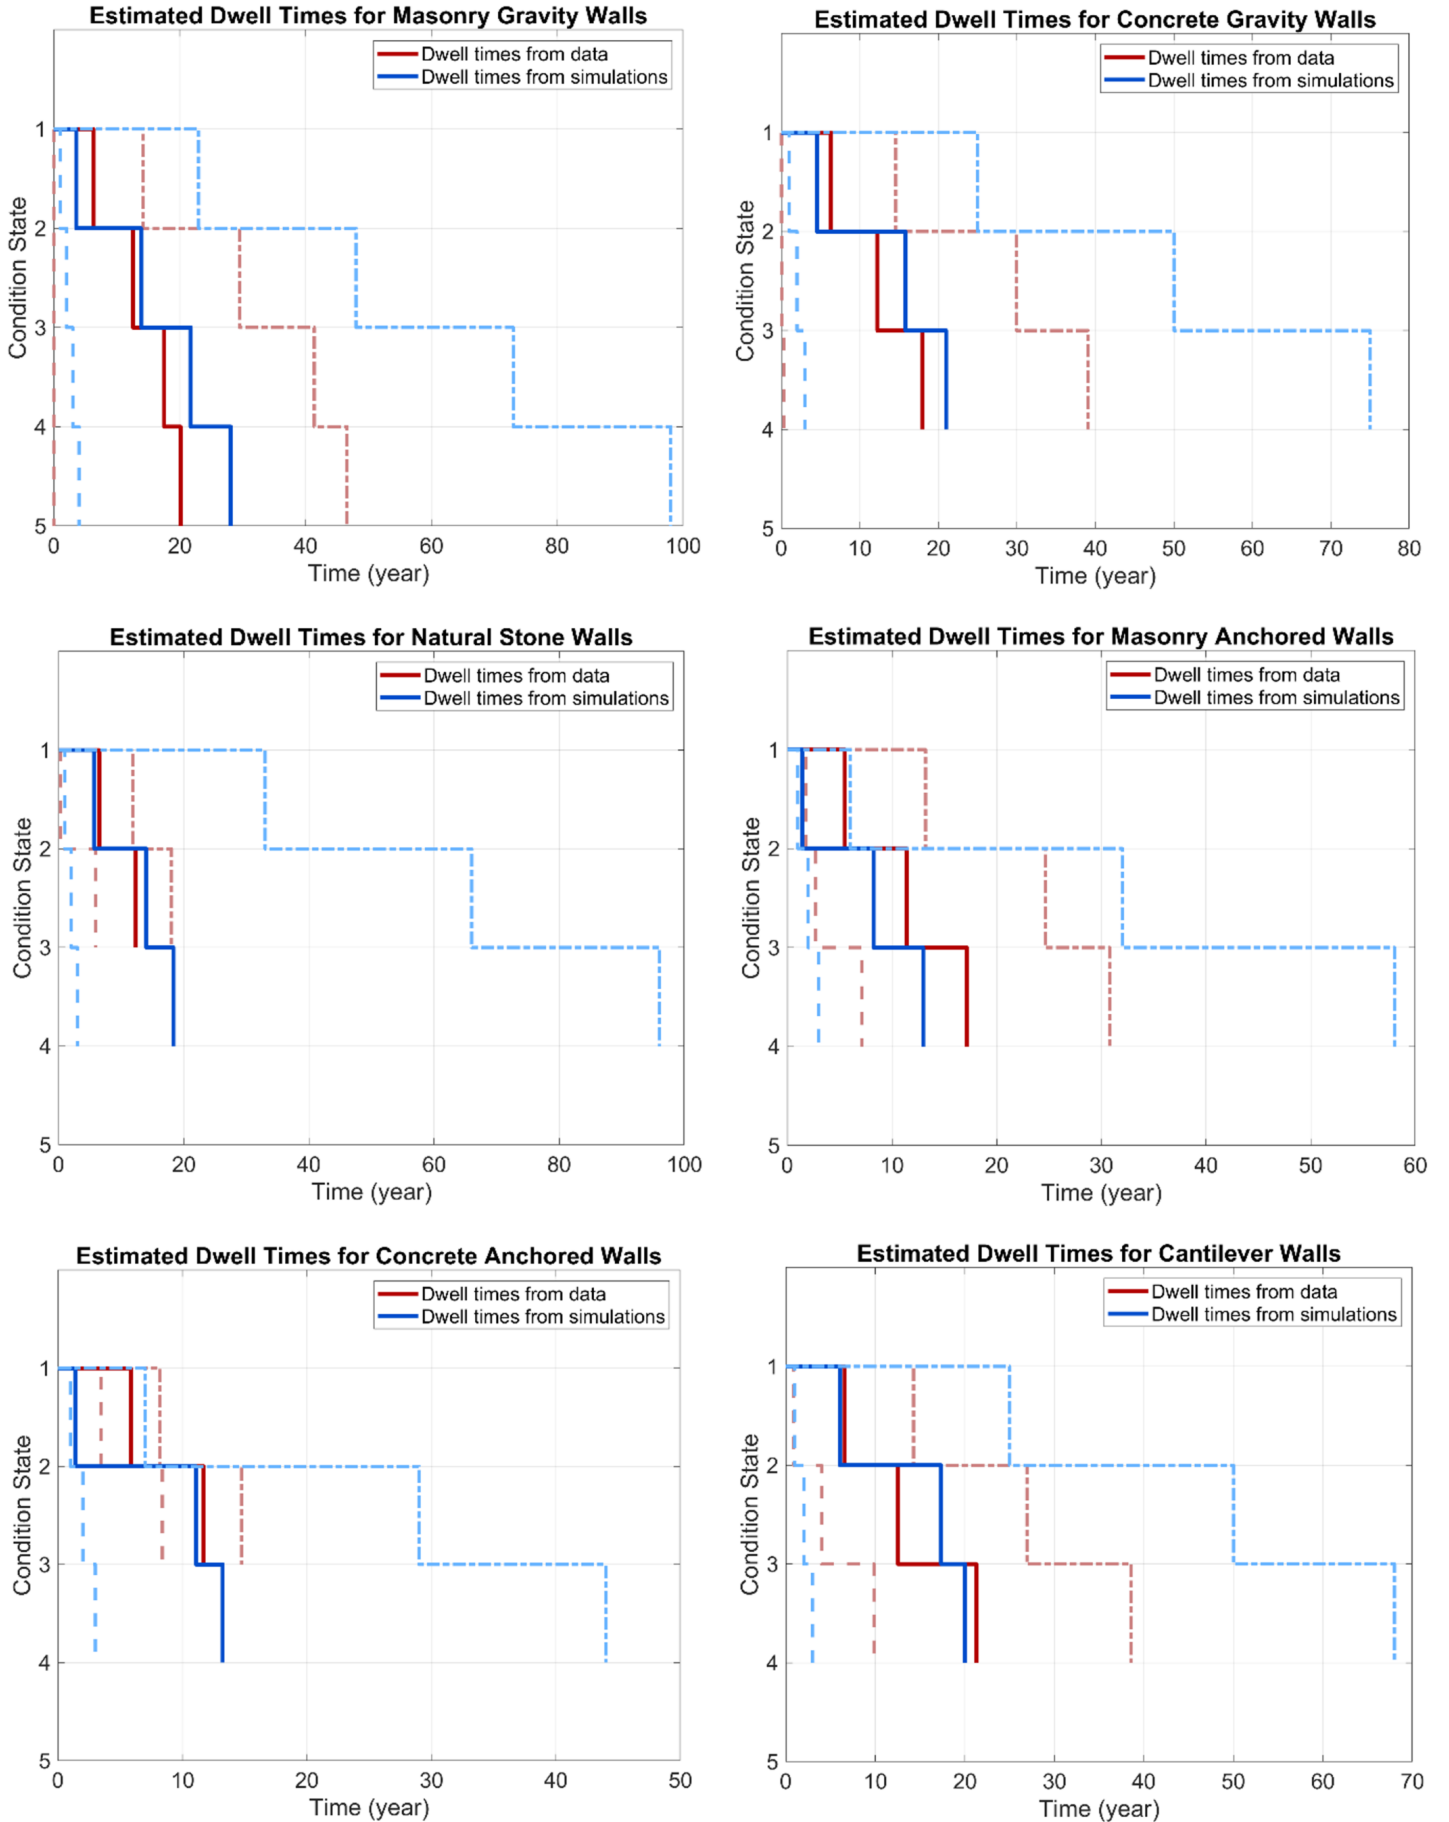 Estimated Dwell Times for Masonry Gravity Walls
Dwell times from data
Dwell times from simulations
Condition State
1
2
3
4
5
0 20 40 60 80 100
Time (year)
Estimated Dwell Times for Concrete Gravity Walls
Dwell times from data
Dwell times from simulations
Condition State
1
2
3
4
5
0 10 20 30 40 50 60 70 80
Time (year)
Estimated Dwell Times for Natural Stone Walls
Dwell times from data
Dwell times from simulations
Condition State
1
2
3
4
5
0 20 40 60 80 100
Time (year)
Estimated Dwell Times for Masonry Anchored Walls
Dwell times from data
Dwell times from simulations
Condition State
1
2
3
4
5
0 10 20 30 40 50 60
Time (year)
Estimated Dwell Times for Concrete Anchored Walls
Dwell times from data
Dwell times from simulations
Condition State
1
2
3
4
5
0 10 20 30 40 50
Time (year)
Estimated Dwell Times for Cantilever Walls
Dwell times from data
Dwell times from simulations
Condition State
1
2
3
4
5
0 10 20 30 40 50 60 70
Time (year)